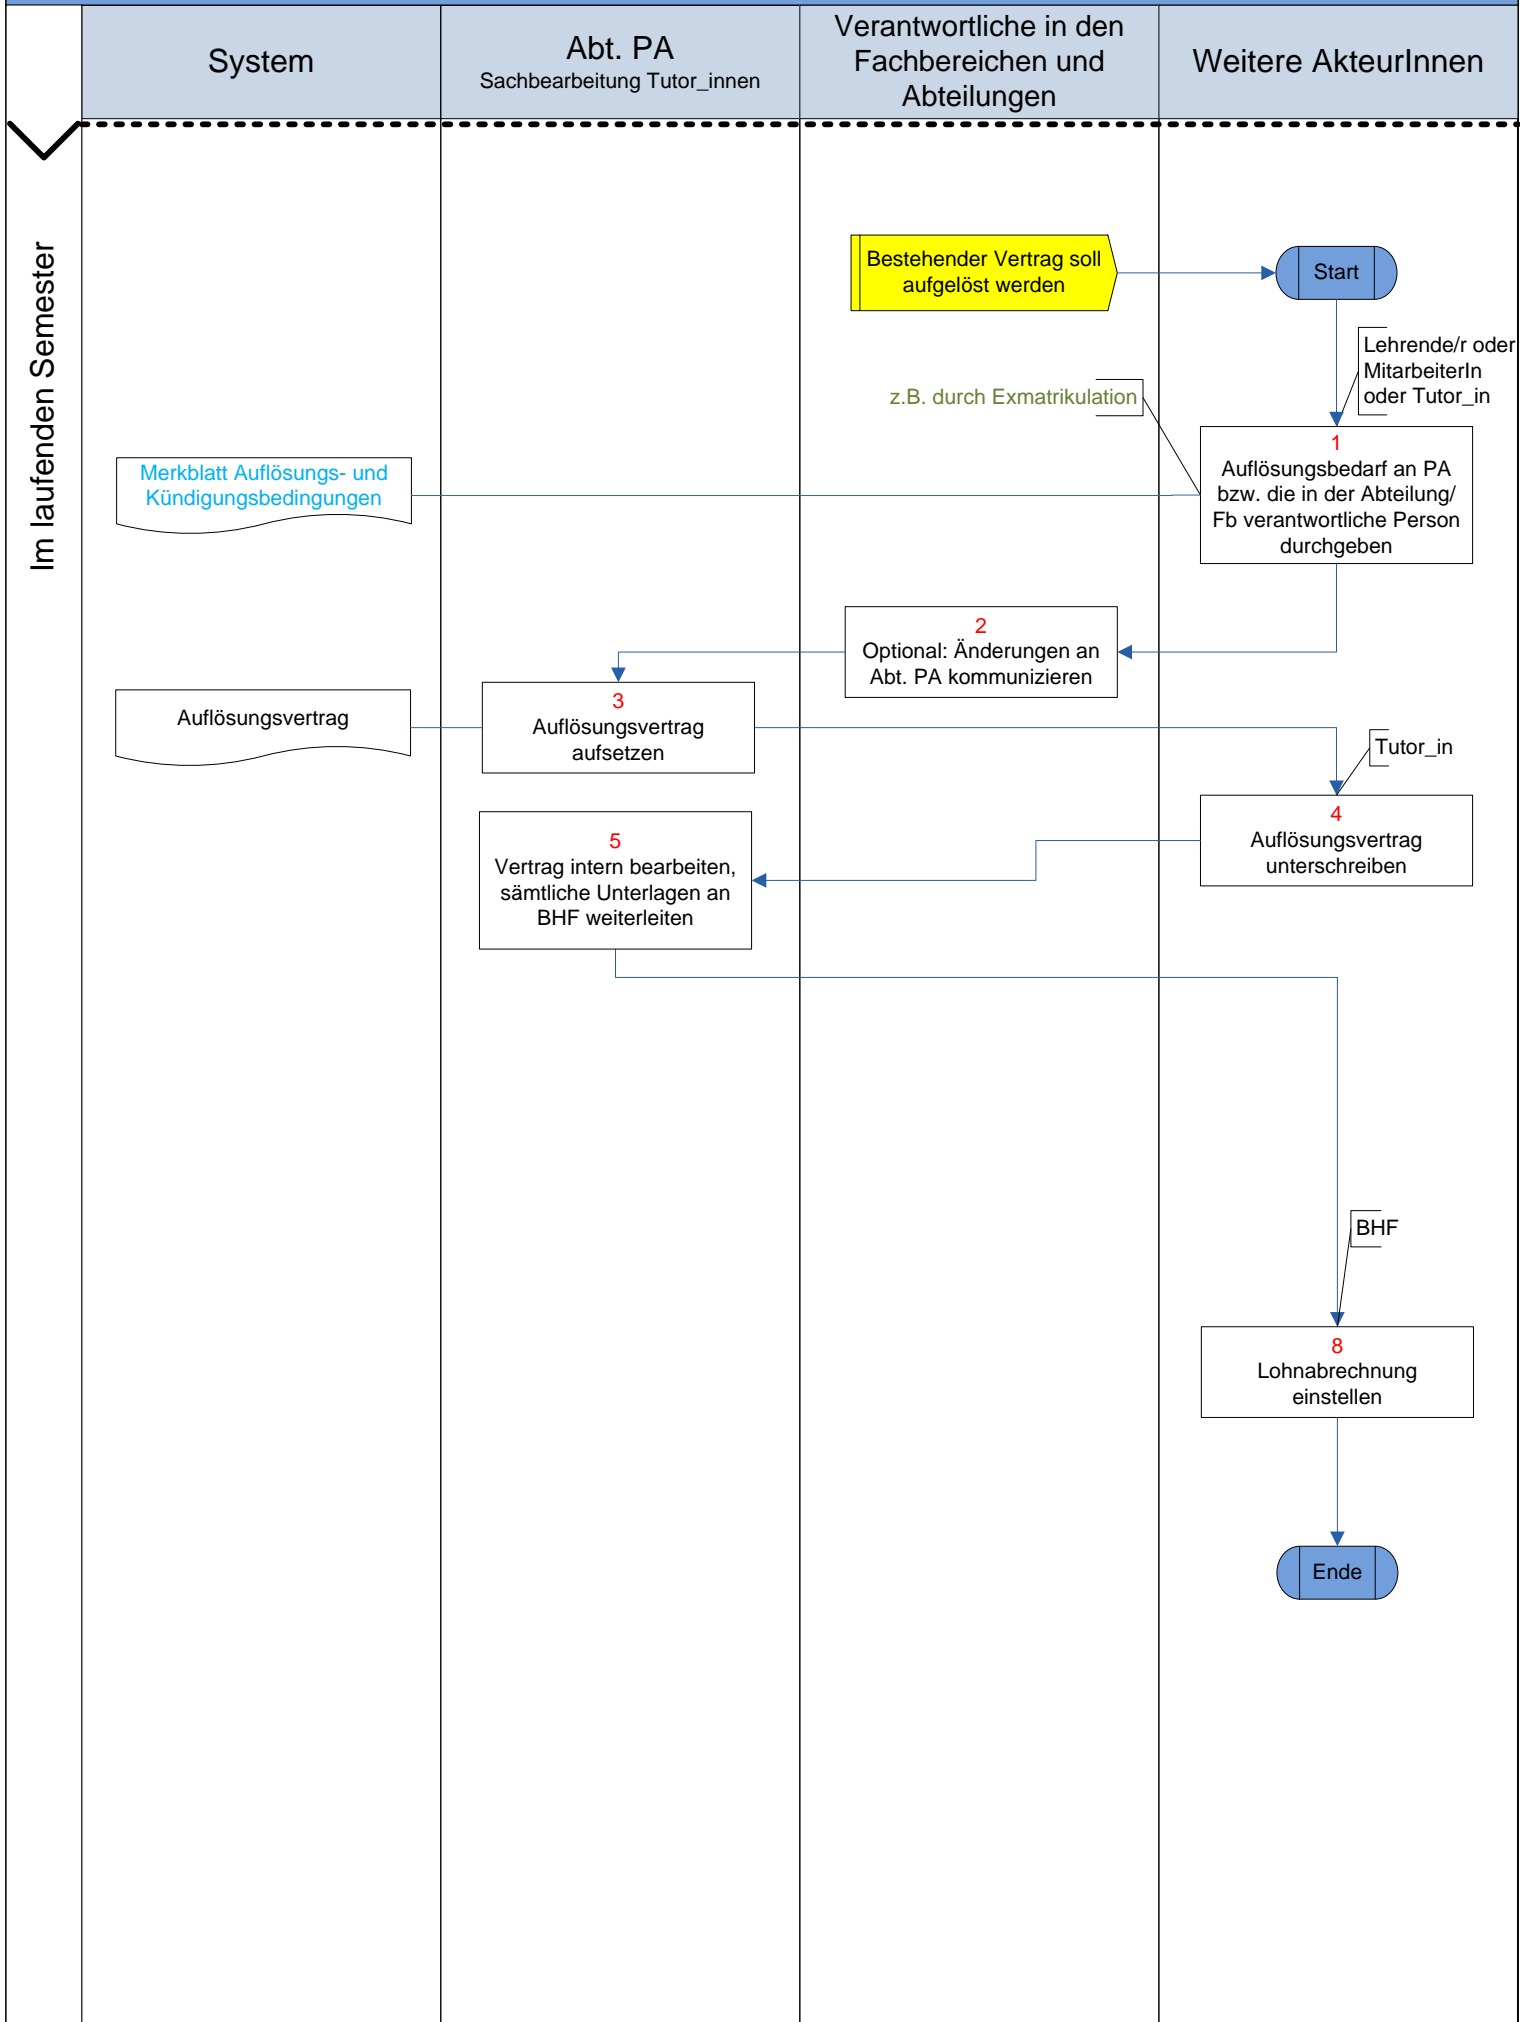 System
Abt. PA
Sachbearbeitung Tutor_innen
Verantwortliche in den
Fachbereichen und
Abteilungen
Weitere AkteurInnen
Im laufenden Semester
Bestehender Vertrag soll
aufgelöst werden
Start
Lehrende/r oder
MitarbeiterIn
oder Tutor_in
z.B. durch Exmatrikulation
1
Auflösungsbedarf an PA
bzw. die in der Abteilung/
Fb verantwortliche Person
durchgeben
Merkblatt Auflösungs- und
Kündigungsbedingungen
2
Optional: Änderungen an
Abt. PA kommunizieren
3
Auflösungsvertrag
aufsetzen
Auflösungsvertrag
Tutor_in
4
Auflösungsvertrag
unterschreiben
5
Vertrag intern bearbeiten,
sämtliche Unterlagen an
BHF weiterleiten
BHF
8
Lohnabrechnung
einstellen
Ende